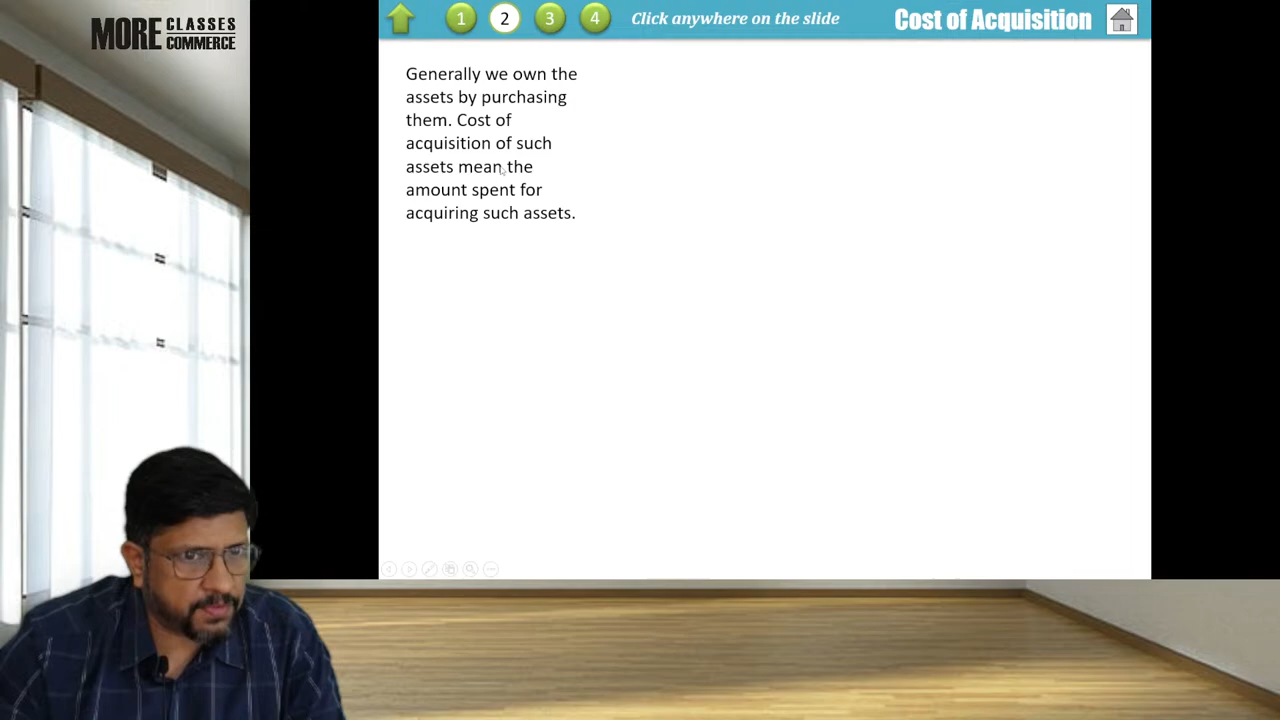 MORE CLASSES COMMERCE
1 2 3 4 Click anywhere on the slide Cost of Acquisition
Generally we own the
assets by purchasing
them. Cost of
acquisition of such
assets mean the
amount spent for
acquiring such assets.